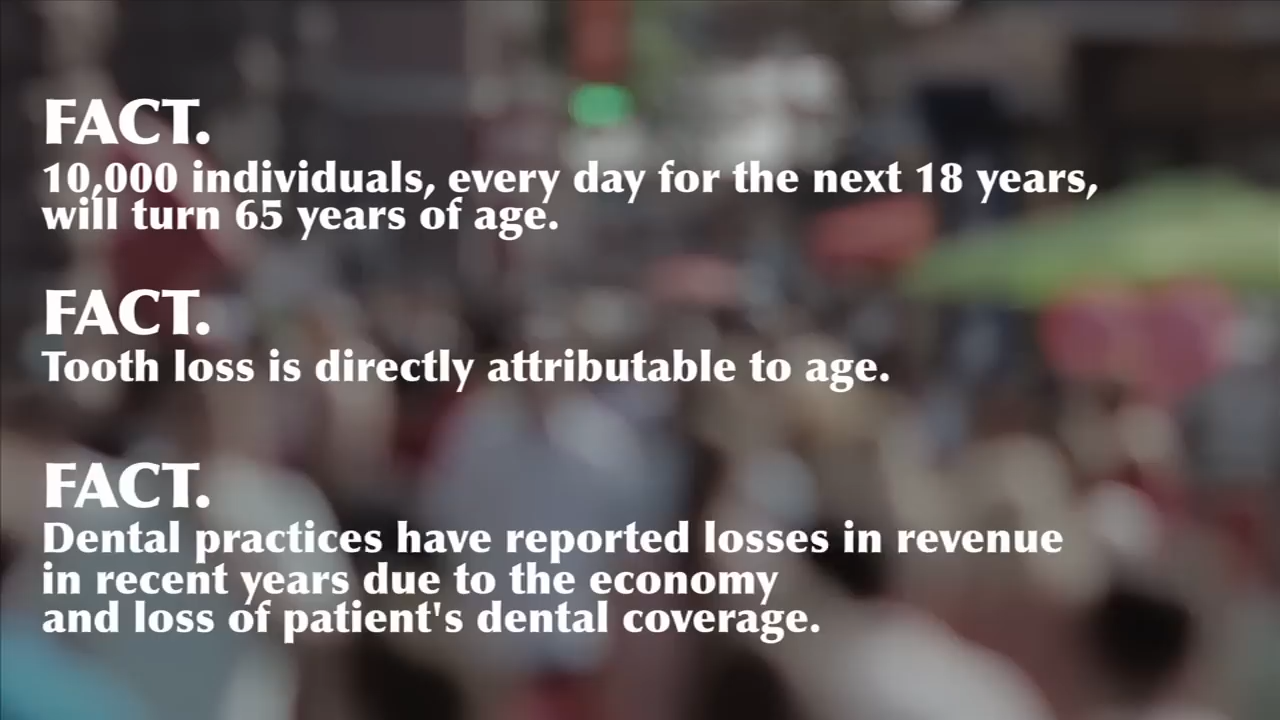 FACT.
10,000 individuals, every day for the next 18 years,
will turn 65 years of age.
FACT.
Tooth loss is directly attributable to age.
FACT.
Dental practices have reported losses in revenue
in recent years due to the economy
and loss of patient's dental coverage.